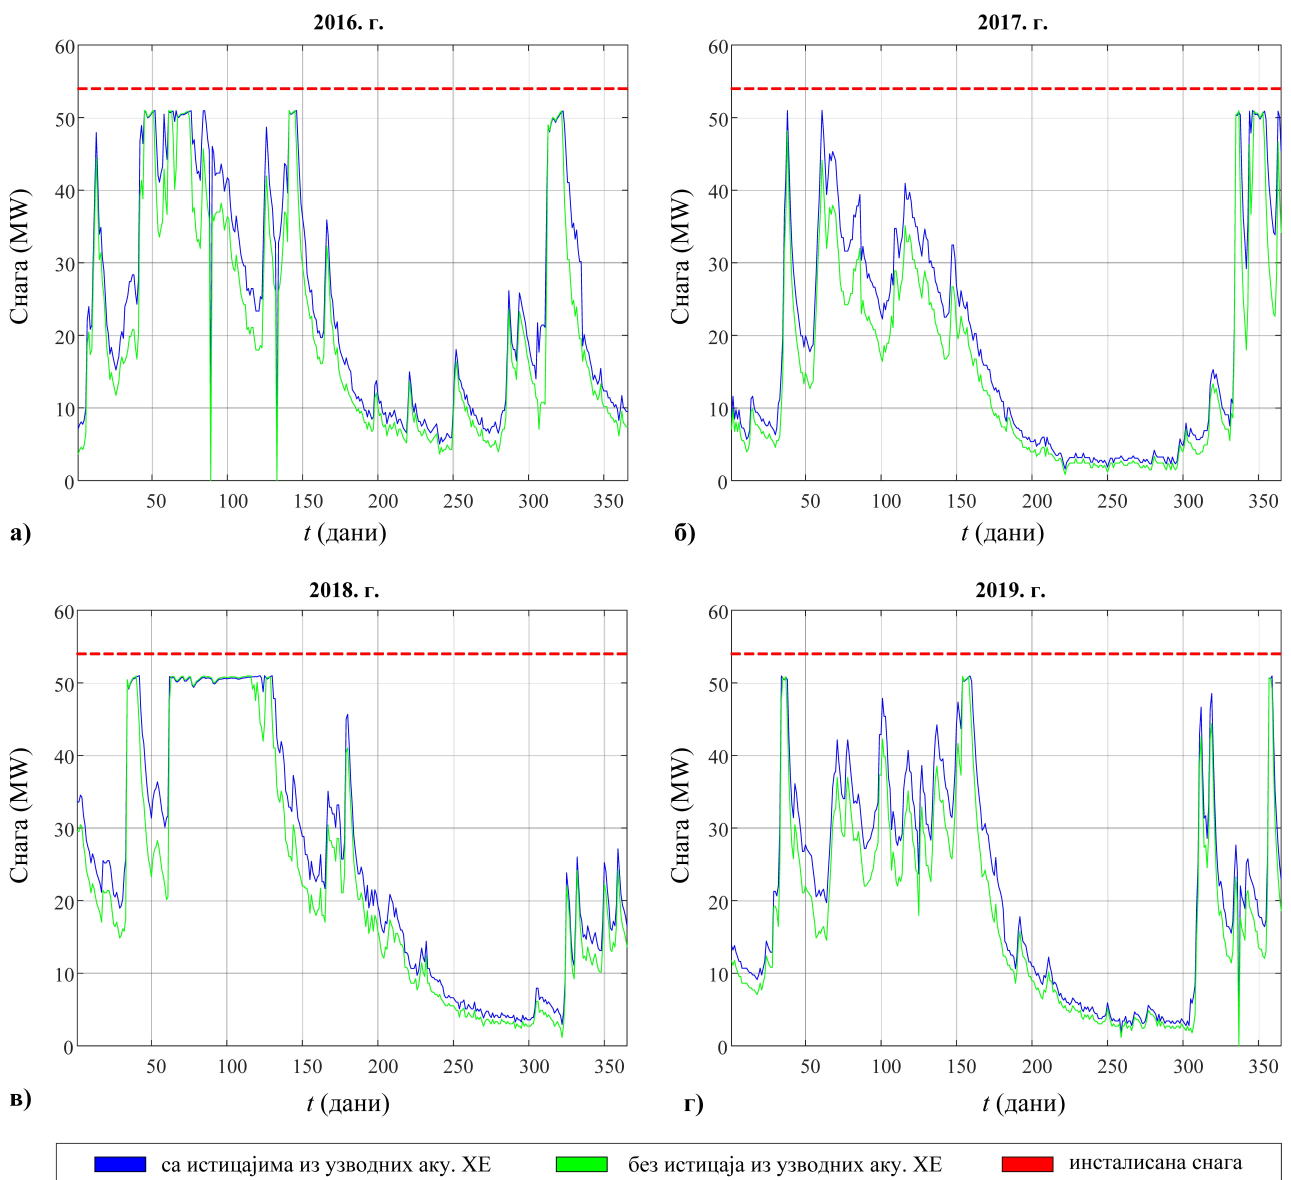 2016. г.
60
50
40
30
20
10
0
Снага (MW)
50 100 150 200 250 300 350
t (дани)
а)
2017. г.
60
50
40
30
20
10
0
Снага (MW)
50 100 150 200 250 300 350
t (дани)
б)
2018. г.
60
50
40
30
20
10
0
Снага (MW)
50 100 150 200 250 300 350
t (дани)
в)
2019. г.
60
50
40
30
20
10
0
Снага (MW)
50 100 150 200 250 300 350
t (дани)
г)
са истицајима из узводних аку. ХЕ
без истицаја из узводних аку. ХЕ
инсталисана снага